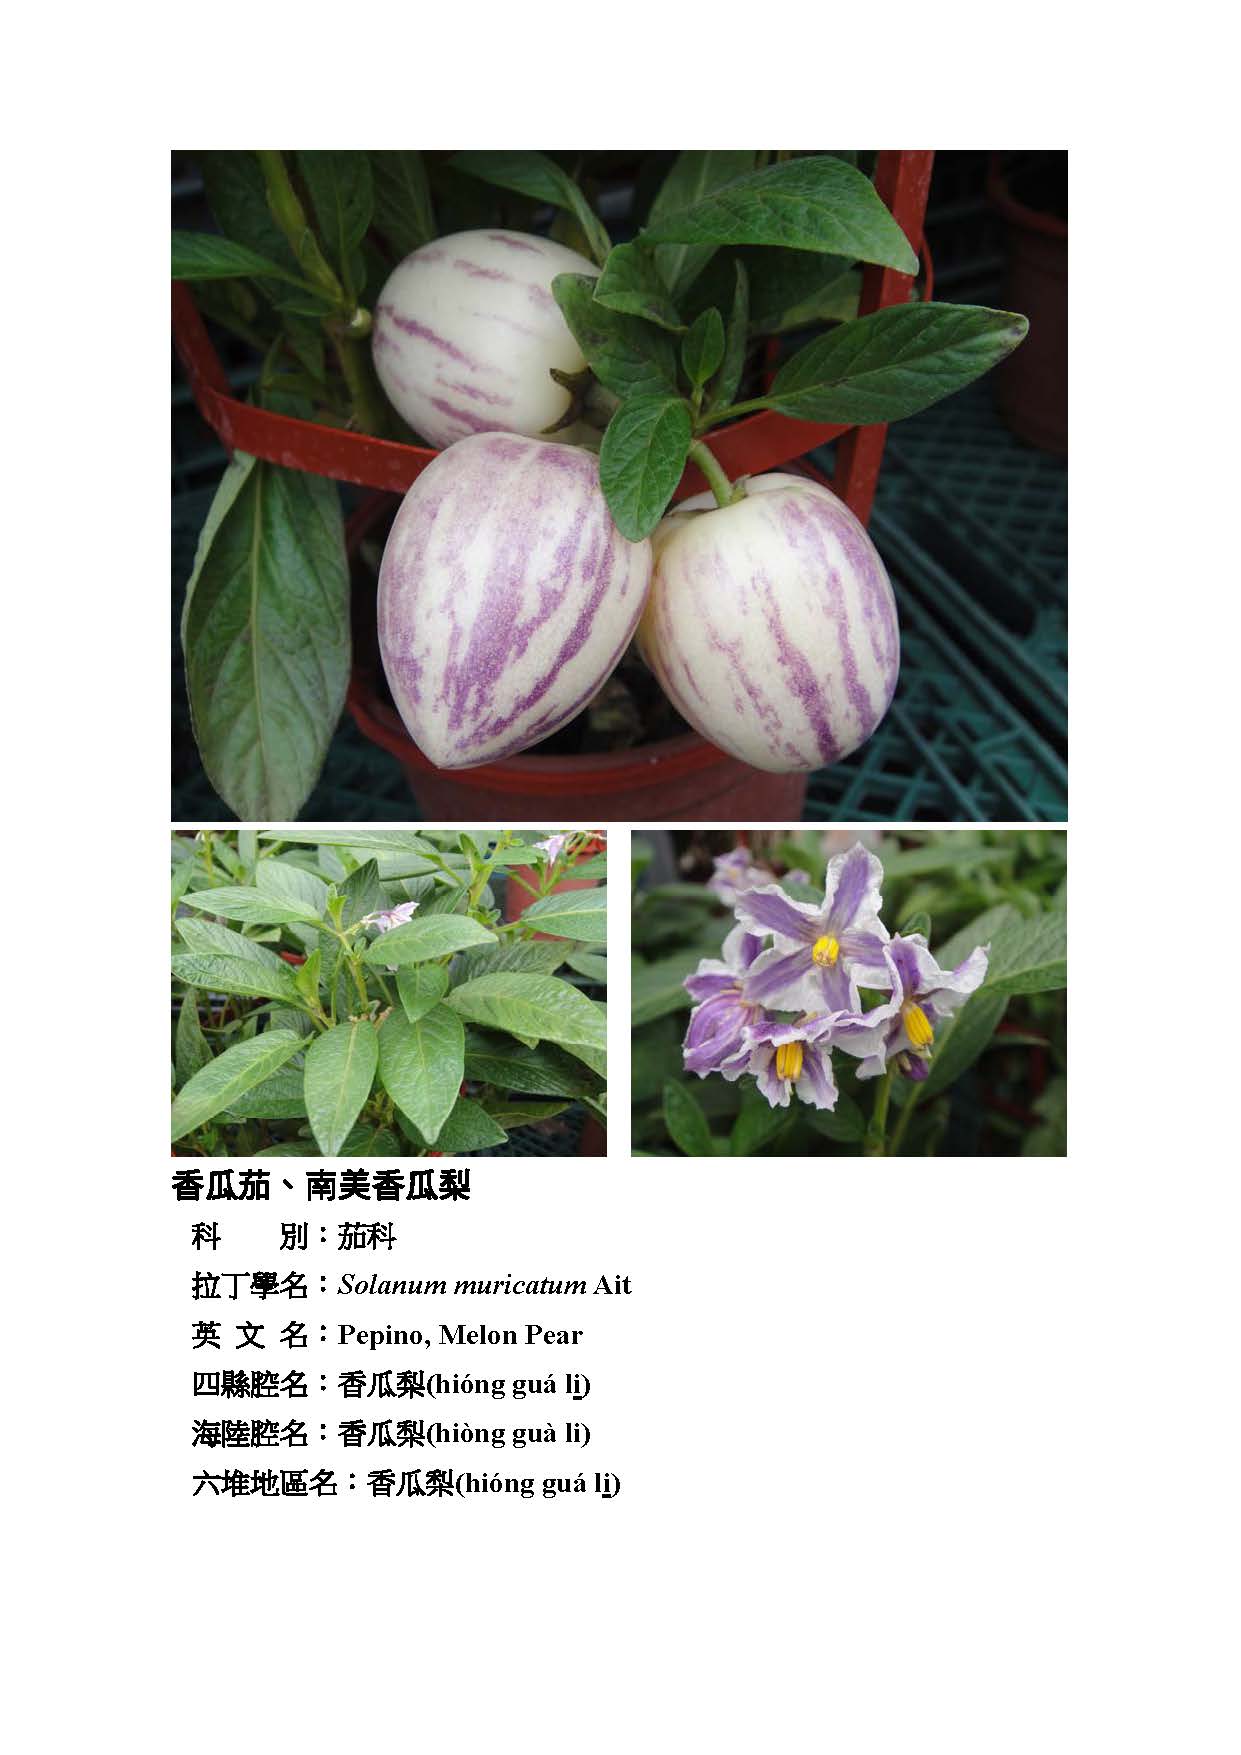 香瓜茄、南美香瓜梨
科　　別：茄科
拉丁學名：Solanum muricatum Ait
英 文 名：Pepino, Melon Pear
四縣腔名：香瓜梨(hióng guá li̲)
海陸腔名：香瓜梨(hiòng guà li)
六堆地區名：香瓜梨(hióng guá li̲)